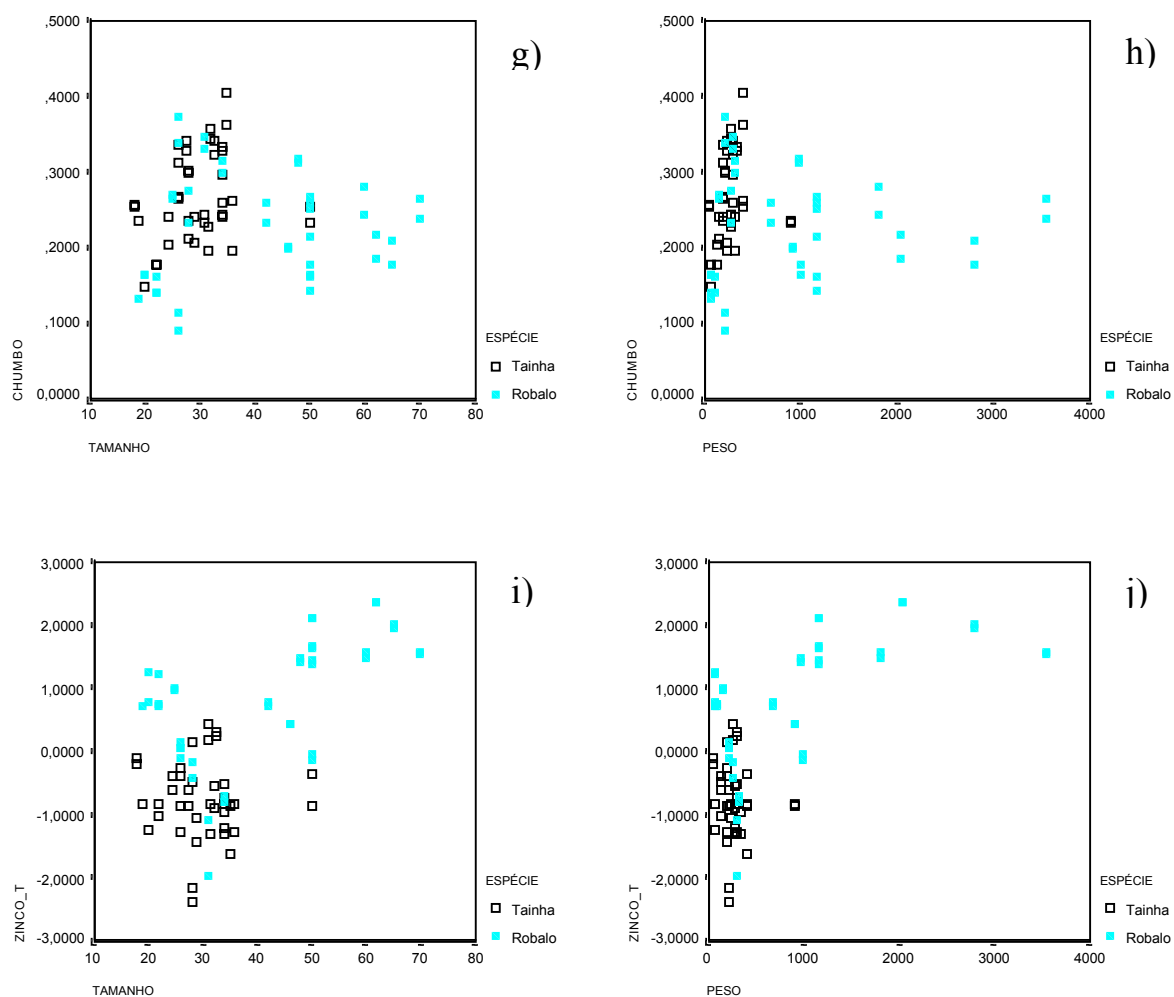 ,5000
,4000
,3000
,2000
,1000
0,0000
CHUMBO
10 20 30 40 50 60 70 80
TAMANHO
g)
ESPÉCIE
Tainha
Robalo
,5000
,4000
,3000
,2000
,1000
0,0000
CHUMBO
0 1000 2000 3000 4000
PESO
h)
ESPÉCIE
Tainha
Robalo
3,0000
2,0000
1,0000
0,0000
-1,0000
-2,0000
-3,0000
ZINCO_T
10 20 30 40 50 60 70 80
TAMANHO
i)
ESPÉCIE
Tainha
Robalo
3,0000
2,0000
1,0000
0,0000
-1,0000
-2,0000
-3,0000
ZINCO_T
0 1000 2000 3000 4000
PESO
j)
ESPÉCIE
Tainha
Robalo